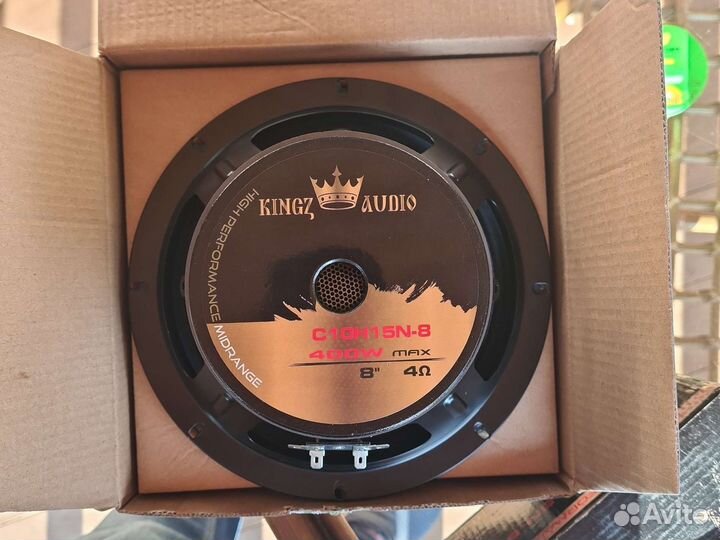 KINGZ AUDIO
HIGH PERFORMANCE MIDRANGE
C10H15N-8
400W MAX
8" 4Ω
Avito